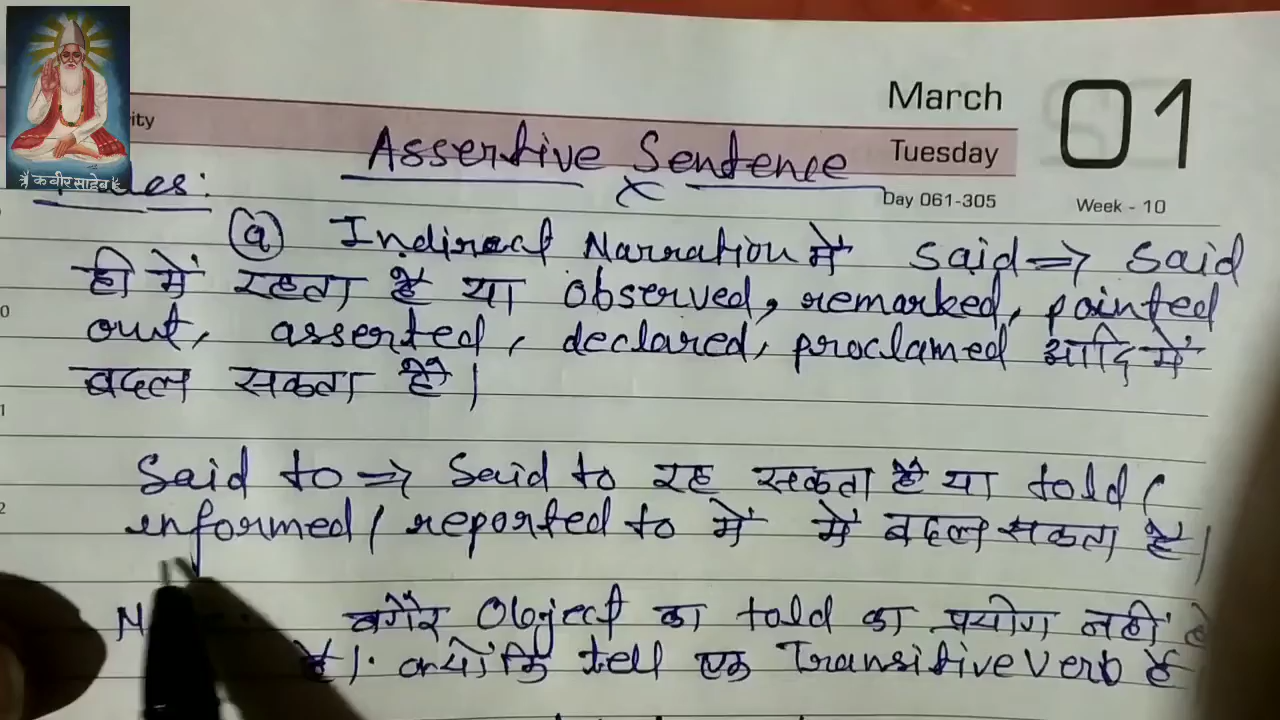 March
01
ity
Assertive Sentence
Tuesday
Day 061-305
Week - 10
ँ कबीर साहेब ँ
(a) Indirect Narration में said ⇒ said
ही में रहता है या observed, remarked, pointed
out, asserted, declared, proclamed आदि में
बदल सकता है।
Said to ⇒ Said to रह सकता है या told/
informed / reported to में में बदल सकता है।
बगैर Object का told का प्रयोग नहीं
है। क्योंकि tell एक Transitive verb है